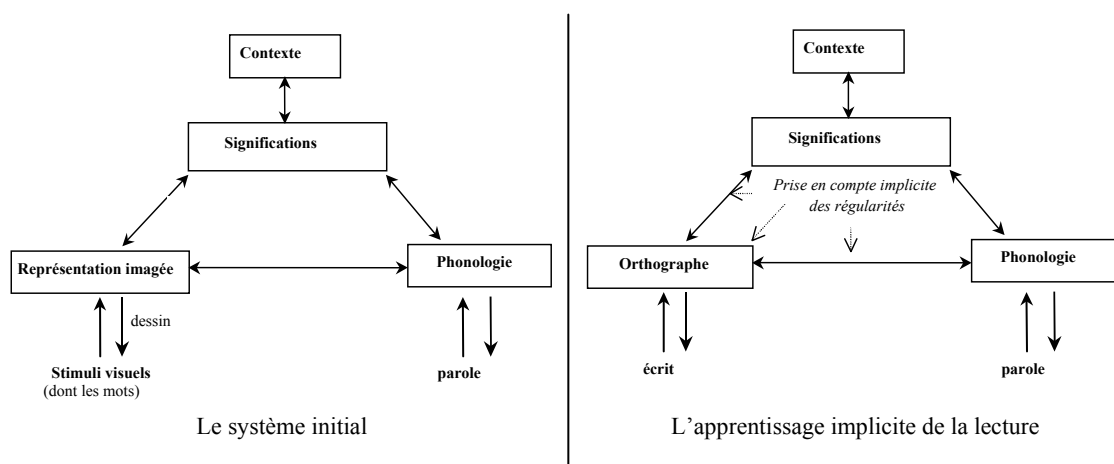 Contexte
Significations
Représentation imagée
Phonologie
dessin
Stimuli visuels
(dont les mots)
parole
Le système initial
Contexte
Significations
Prise en compte implicite
des régularités
Orthographe
Phonologie
écrit
parole
L'apprentissage implicite de la lecture